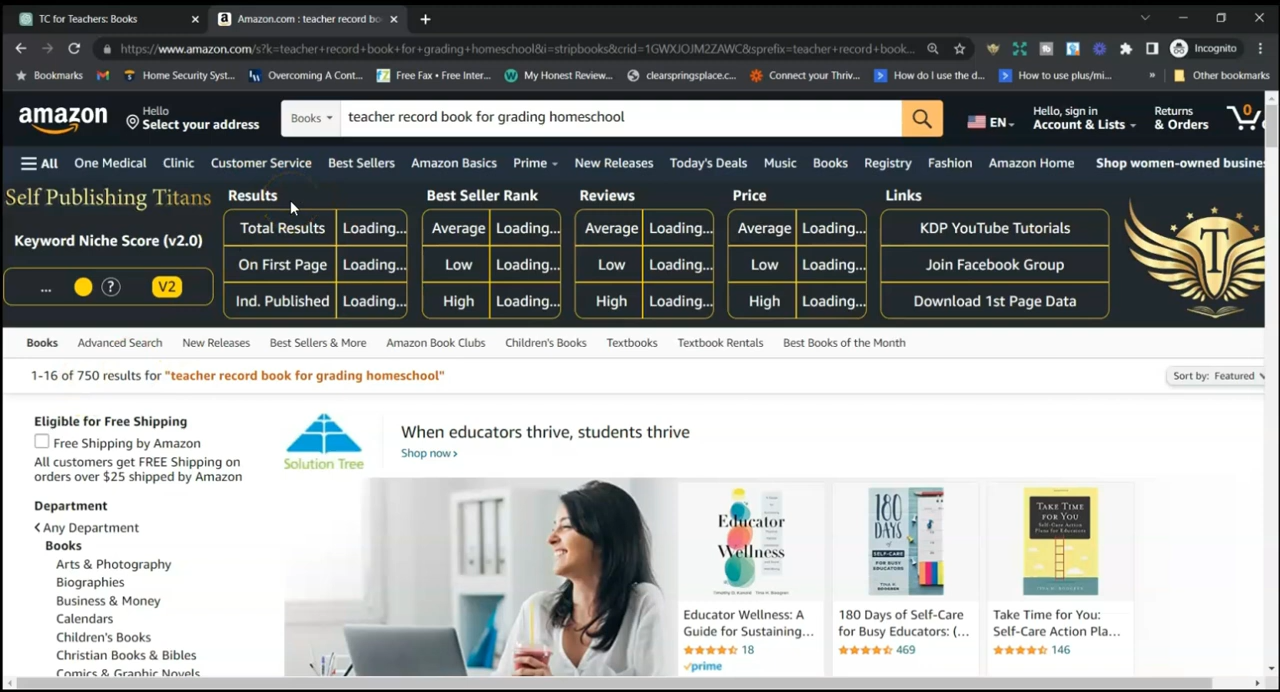 TC for Teachers: Books
Amazon.com : teacher record bo
https://www.amazon.com/s?k=teacher+record+book+for+grading+homeschool&i=stripbooks&crid=1GWXJOJM2ZAWC&sprefix=teacher+record+book...
Incognito
Bookmarks
Home Security Syst...
Overcoming A Cont...
Free Fax • Free Inter...
My Honest Review...
clearspringsplace.c...
Connect your Thriv...
How do I use the d...
How to use plus/mi...
»
Other bookmarks
amazon
Hello
Select your address
Books
teacher record book for grading homeschool
EN
Hello, sign in
Account & Lists
Returns
& Orders
0
All
One Medical
Clinic
Customer Service
Best Sellers
Amazon Basics
Prime
New Releases
Today's Deals
Music
Books
Registry
Fashion
Amazon Home
Shop women-owned busine
Self Publishing Titans
Keyword Niche Score (v2.0)
...
?
V2
Results
Total Results Loading...
On First Page Loading...
Ind. Published Loading...
Best Seller Rank
Average Loading...
Low Loading...
High Loading...
Reviews
Average Loading...
Low Loading...
High Loading...
Price
Average Loading...
Low Loading...
High Loading...
Links
KDP YouTube Tutorials
Join Facebook Group
Download 1st Page Data
T
Books
Advanced Search
New Releases
Best Sellers & More
Amazon Book Clubs
Children's Books
Textbooks
Textbook Rentals
Best Books of the Month
1-16 of 750 results for "teacher record book for grading homeschool"
Sort by: Featured
Eligible for Free Shipping
Free Shipping by Amazon
All customers get FREE Shipping on
orders over $25 shipped by Amazon
Department
Any Department
Books
Arts & Photography
Biographies
Business & Money
Calendars
Children's Books
Christian Books & Bibles
Comics & Graphic Novels
Solution Tree
When educators thrive, students thrive
Shop now
Educator
Wellness
Educator Wellness: A
Guide for Sustaining...
18
prime
180
DAYS
SELF-CARE
FOR BUSY
EDUCATORS
180 Days of Self-Care
for Busy Educators: (...
469
TAKE TIME
FOR YOU
Self-Care Action
Plans for Educators
Take Time for You:
Self-Care Action Pla...
146